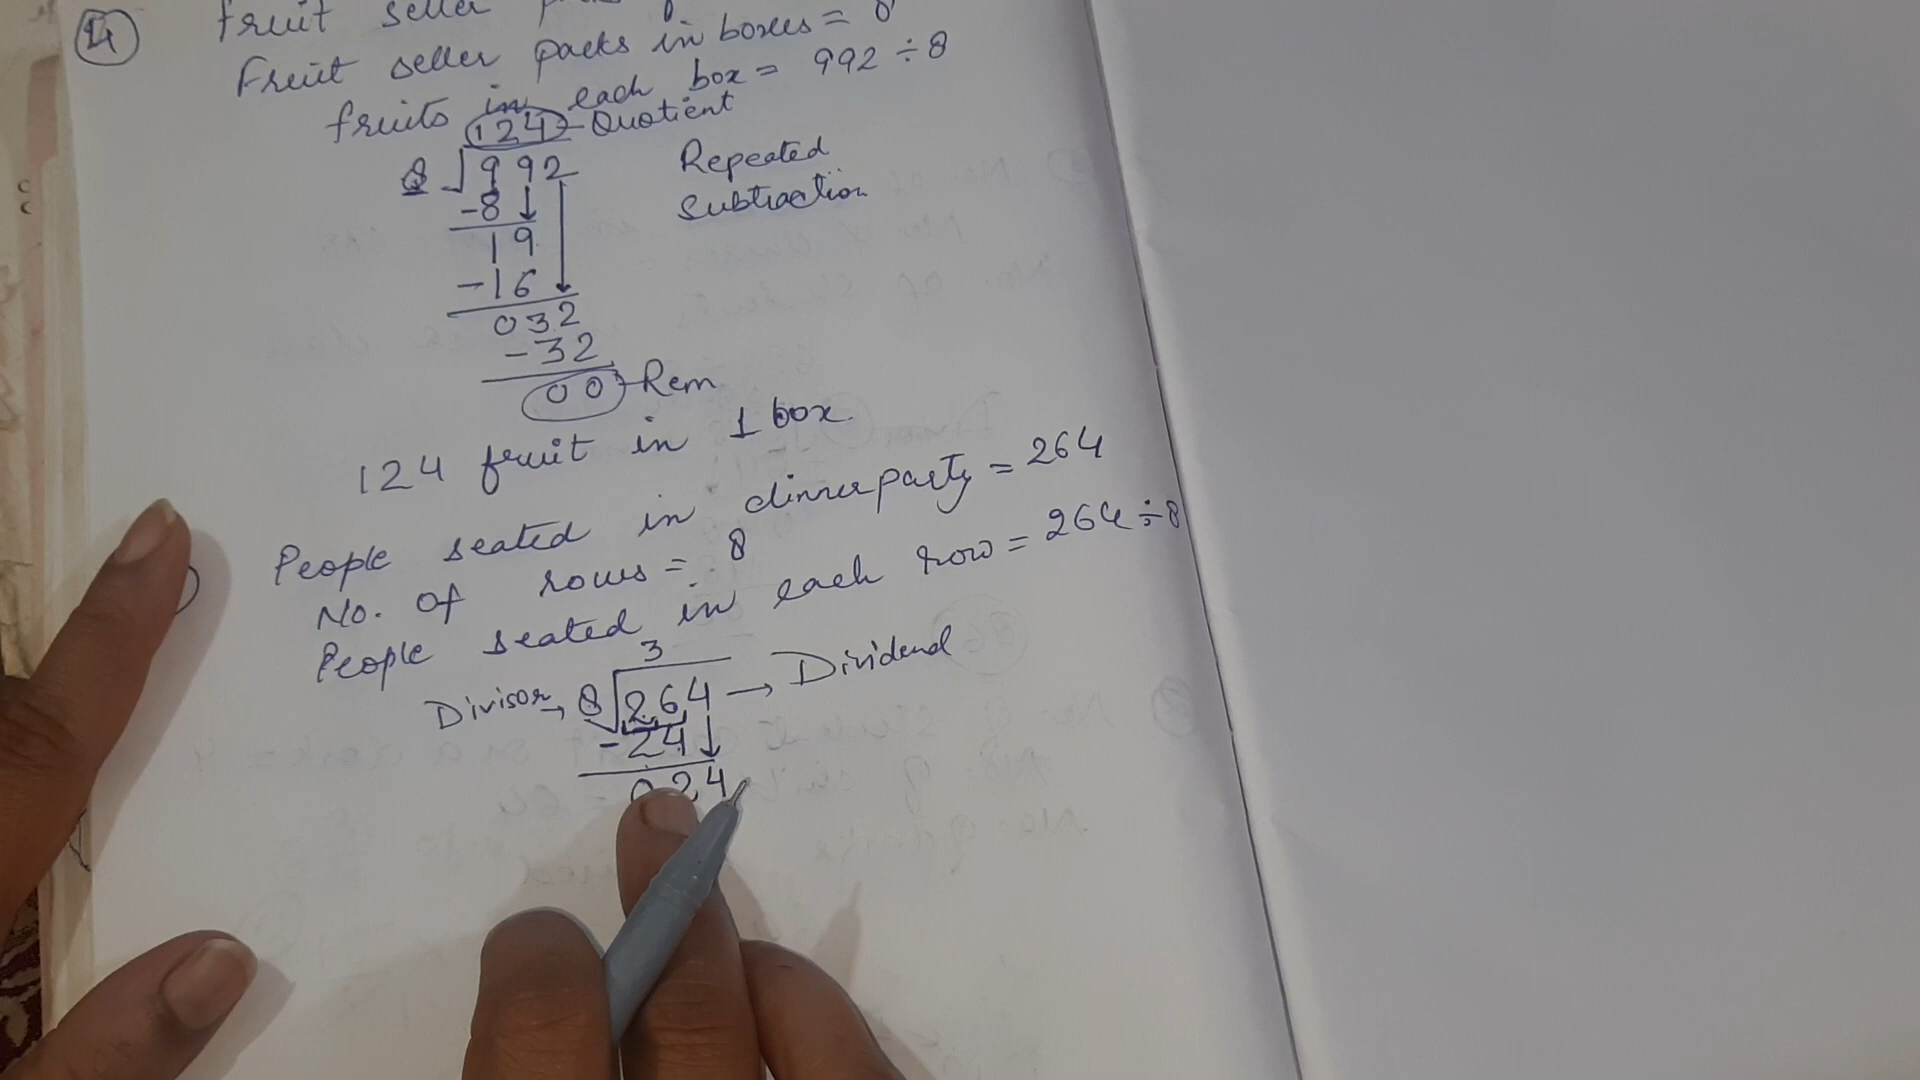 4 fruit seller
Fruit seller packs in boxes = 8
fruits in each box = 992 ÷ 8
124 - Quotient
8 992
Repeated
Subtraction
-8
19
-16
032
-32
00 - Rem
124 fruit in 1 box.
People seated in dinner party = 264
No. of rows = 8
People seated in each row = 264 ÷ 8
3
Divisor → 8 264 → Dividend
-24
024